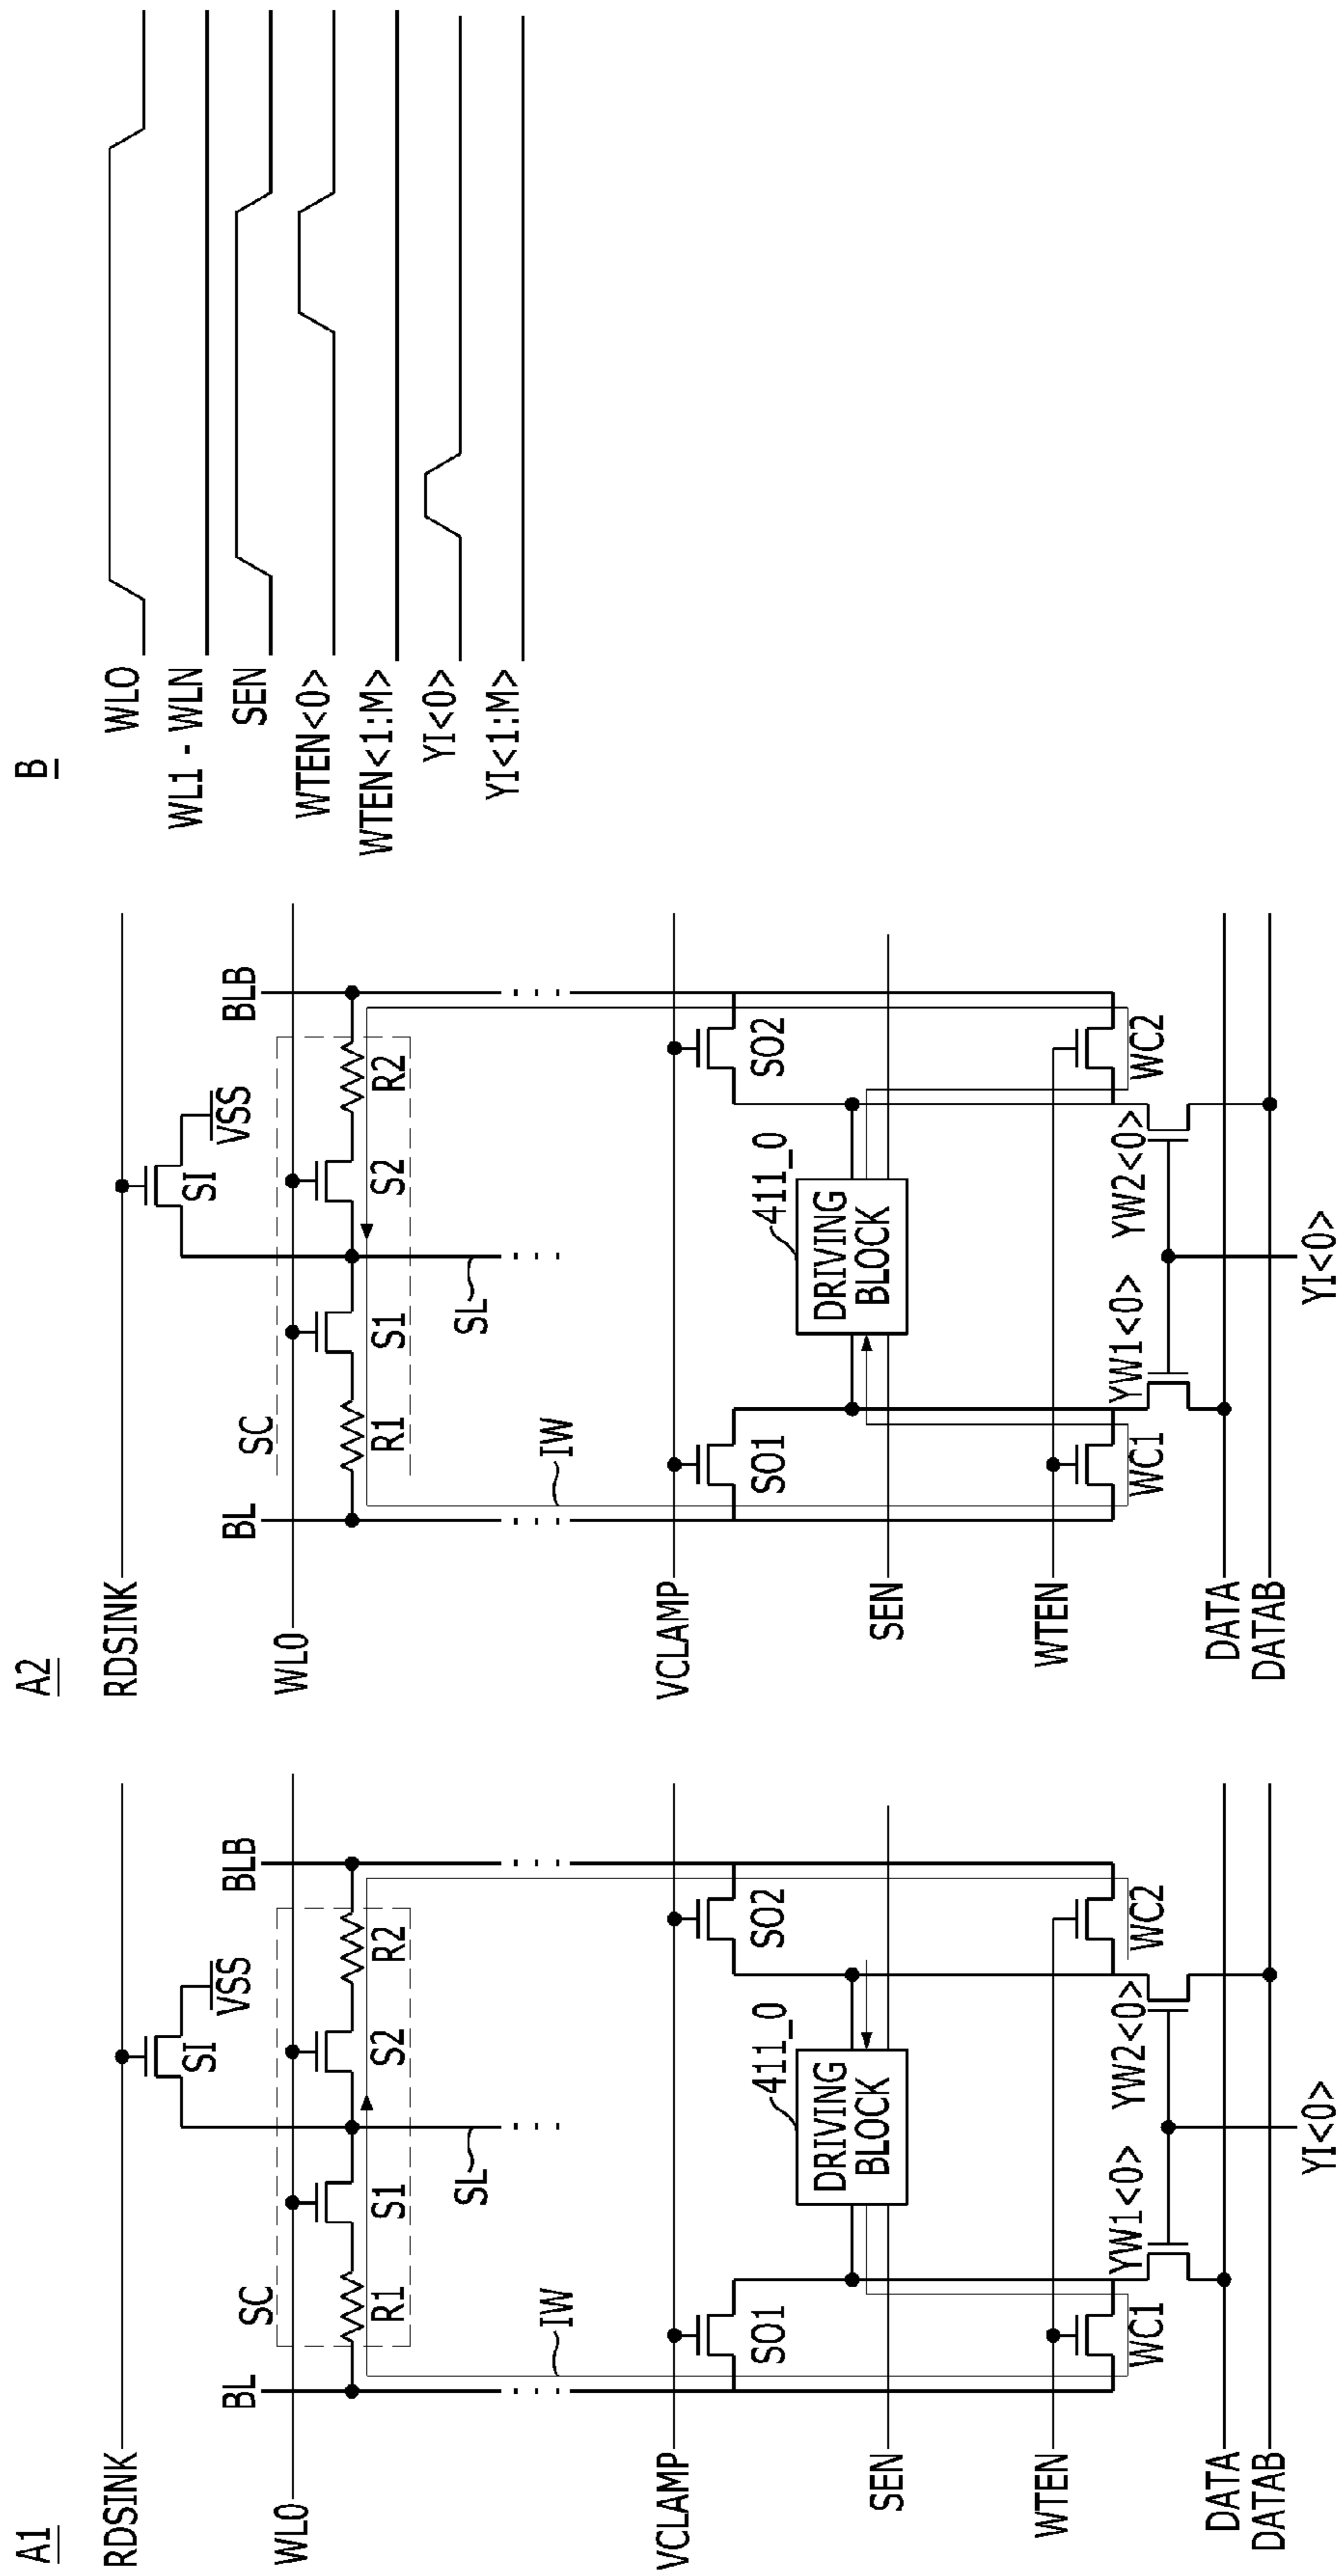 A1
RDSINK
SI
VSS
BL
SC
BLB
WL0
R1
S1
S2
R2
SL
IW
VCLAMP
SO1
SO2
411_0
DRIVING
BLOCK
SEN
WTEN
WC1
WC2
YW1<0>
YW2<0>
DATA
DATAB
YI<0>
A2
RDSINK
SI
VSS
BL
SC
BLB
WL0
R1
S1
S2
R2
SL
IW
VCLAMP
SO1
SO2
411_0
DRIVING
BLOCK
SEN
WTEN
WC1
WC2
YW1<0>
YW2<0>
DATA
DATAB
YI<0>
B
WL0
WL1 - WLN
SEN
WTEN<0>
WTEN<1:M>
YI<0>
YI<1:M>